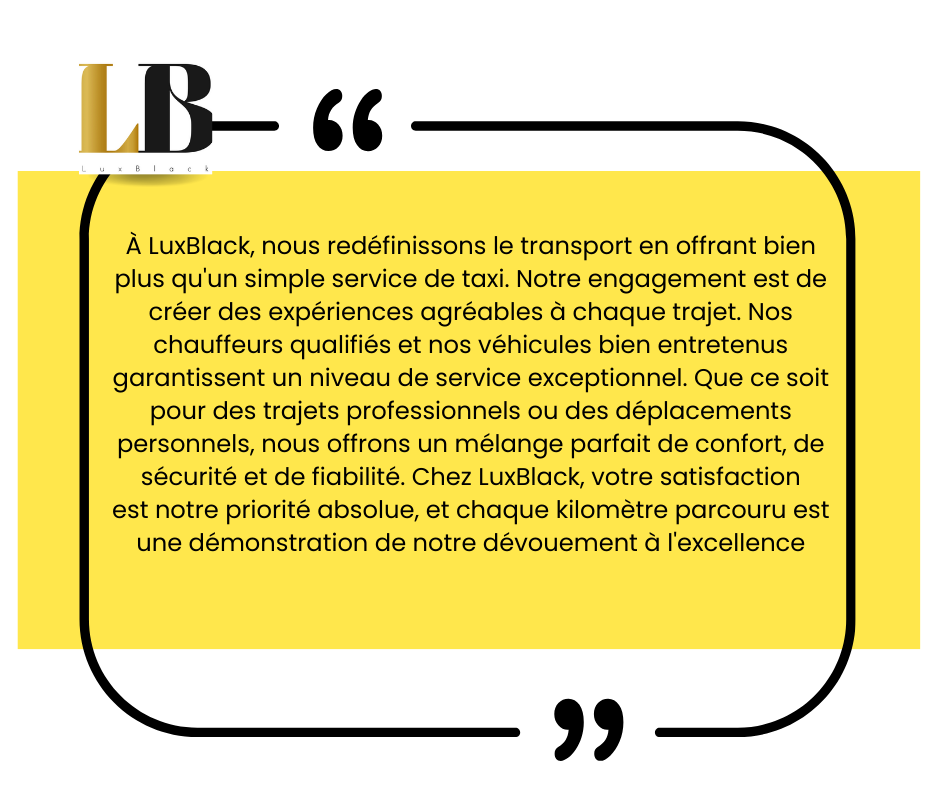 LB
LuxBlack
“
À LuxBlack, nous redéfinissons le transport en offrant bien
plus qu'un simple service de taxi. Notre engagement est de
créer des expériences agréables à chaque trajet. Nos
chauffeurs qualifiés et nos véhicules bien entretenus
garantissent un niveau de service exceptionnel. Que ce soit
pour des trajets professionnels ou des déplacements
personnels, nous offrons un mélange parfait de confort, de
sécurité et de fiabilité. Chez LuxBlack, votre satisfaction
est notre priorité absolue, et chaque kilomètre parcouru est
une démonstration de notre dévouement à l'excellence
”